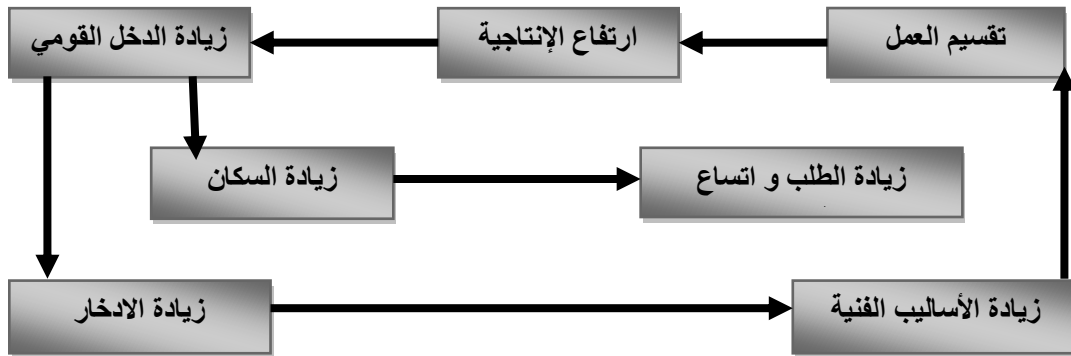 تقسيم العمل
ارتفاع الإنتاجية
زيادة الدخل القومي
زيادة السكان
زيادة الطلب و اتساع
زيادة الادخار
زيادة الأساليب الفنية